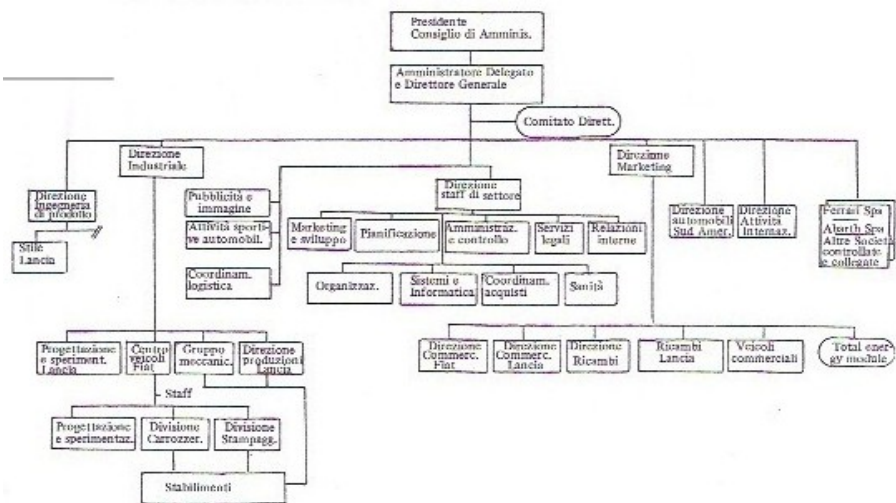 Presidente
Consiglio di Amminis.
Amministratore Delegato
e Direttore Generale
Comitato Dirett.
Direzione
Industriale
Direzione
Marketing
Direzione
Ingegneria
di prodotto
Stile
Lancia
Pubblicità e
immagine
Attività sporti-
ve automobil.
Coordinam.
logistica
Direzione
staff di settore
Marketing
e sviluppo
Pianificazione
Amministraz.
e controllo
Servizi
legali
Relazioni
interne
Organizzaz.
Sistemi e
Informatica
Coordinam.
acquisti
Sanità
Direzione
automobili
Sud Amer.
Direzione
Attività
Internaz.
Ferrari Spa
Abarth Spa
Altre Società
controllate
e collegate
Progettazione
e speriment.
Lancia
Centro
veicoli
Fiat
Gruppo
meccanic.
Direzione
produzioni
Lancia
Staff
Progettazione
e sperimentaz.
Divisione
Carrozzer.
Divisione
Stampagg.
Stabilimenti
Direzione
Commerc.
Fiat
Direzione
Commerc.
Lancia
Direzione
Ricambi
Ricambi
Lancia
Veicoli
commerciali
Total ener-
gy module